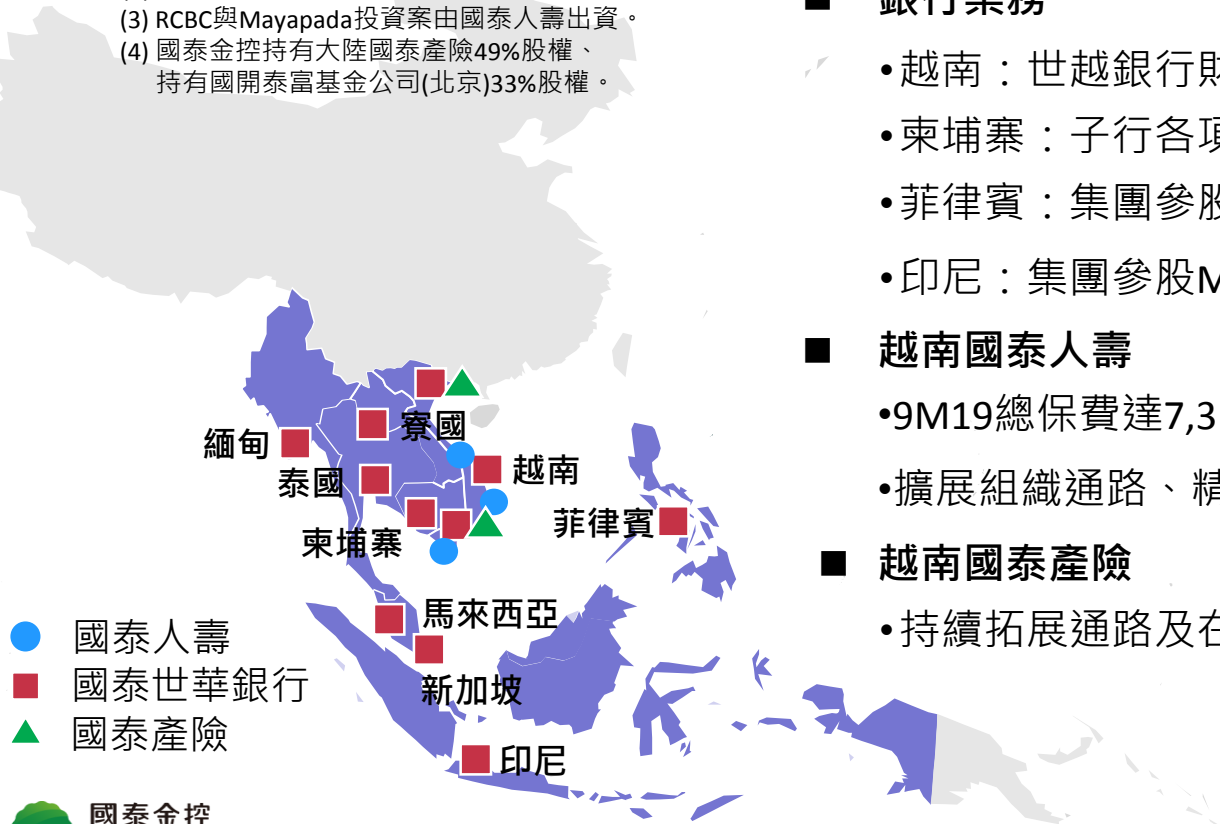 (3) RCBC與Mayapada投資案由國泰人壽出資。
(4) 國泰金控持有大陸國泰產險49%股權、
持有國開泰富基金公司(北京)33%股權。
銀行業務
•越南：世越銀行財
•柬埔寨：子行各項
•菲律賓：集團參股
•印尼：集團參股M
■ 越南國泰人壽
•9M19總保費達7,3
•擴展組織通路、精
■ 越南國泰產險
•持續拓展通路及在
寮國
緬甸
泰國
越南
柬埔寨
菲律賓
馬來西亞
新加坡
印尼
國泰人壽
國泰世華銀行
國泰產險
國泰金控